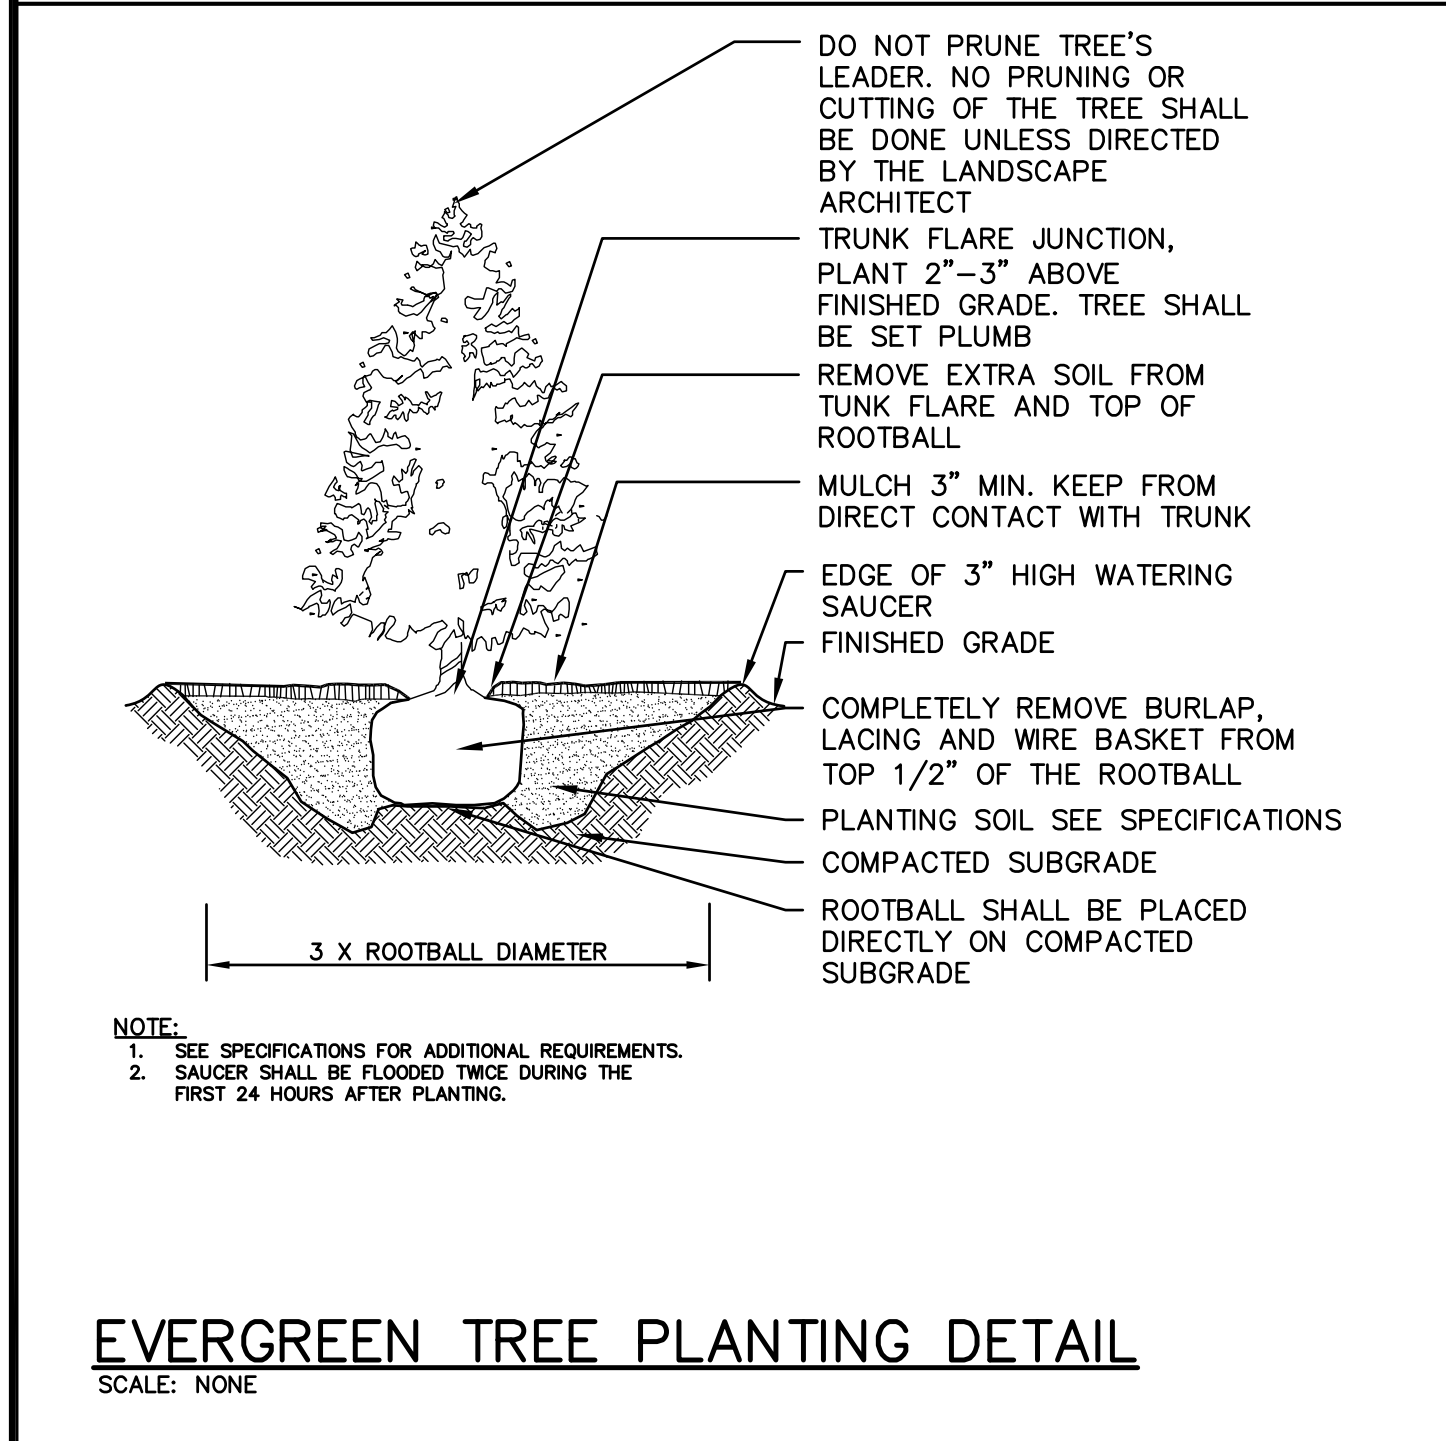 DO NOT PRUNE TREE'S
LEADER. NO PRUNING OR
CUTTING OF THE TREE SHALL
BE DONE UNLESS DIRECTED
BY THE LANDSCAPE
ARCHITECT
TRUNK FLARE JUNCTION,
PLANT 2"-3" ABOVE
FINISHED GRADE. TREE SHALL
BE SET PLUMB
REMOVE EXTRA SOIL FROM
TUNK FLARE AND TOP OF
ROOTBALL
MULCH 3" MIN. KEEP FROM
DIRECT CONTACT WITH TRUNK
EDGE OF 3" HIGH WATERING
SAUCER
FINISHED GRADE
COMPLETELY REMOVE BURLAP,
LACING AND WIRE BASKET FROM
TOP 1/2" OF THE ROOTBALL
PLANTING SOIL SEE SPECIFICATIONS
COMPACTED SUBGRADE
ROOTBALL SHALL BE PLACED
DIRECTLY ON COMPACTED
SUBGRADE
3 X ROOTBALL DIAMETER
NOTE:
1. SEE SPECIFICATIONS FOR ADDITIONAL REQUIREMENTS.
2. SAUCER SHALL BE FLOODED TWICE DURING THE
FIRST 24 HOURS AFTER PLANTING.
EVERGREEN TREE PLANTING DETAIL
SCALE: NONE